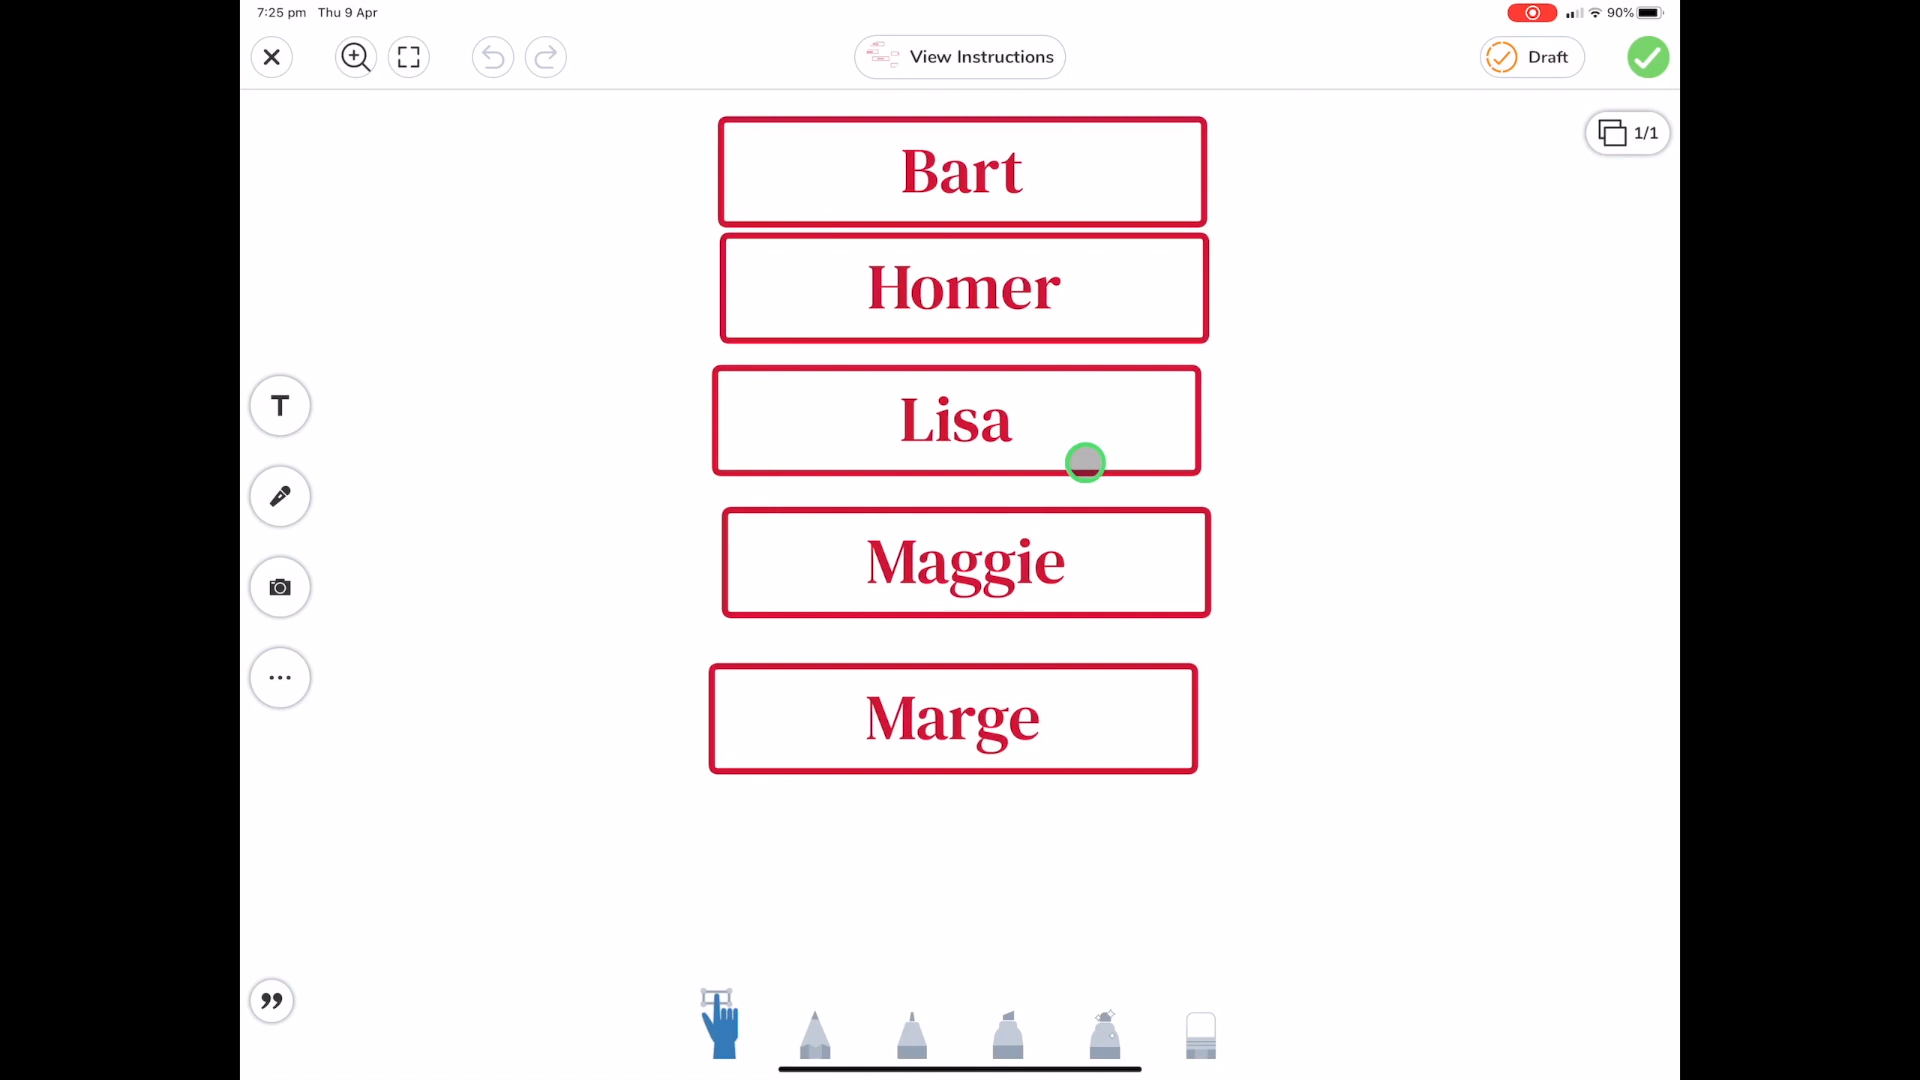 7:25 pm Thu 9 Apr
90%
View Instructions
Draft
1/1
Bart
Homer
Lisa
Maggie
Marge
T